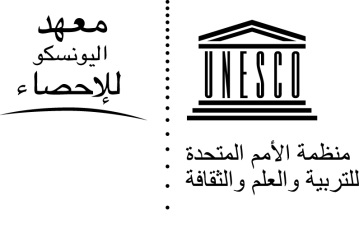 معهد
اليونسكو
للإحصاء
UNESCO
منظمة الأمم المتحدة
للتربية والعلم والثقافة